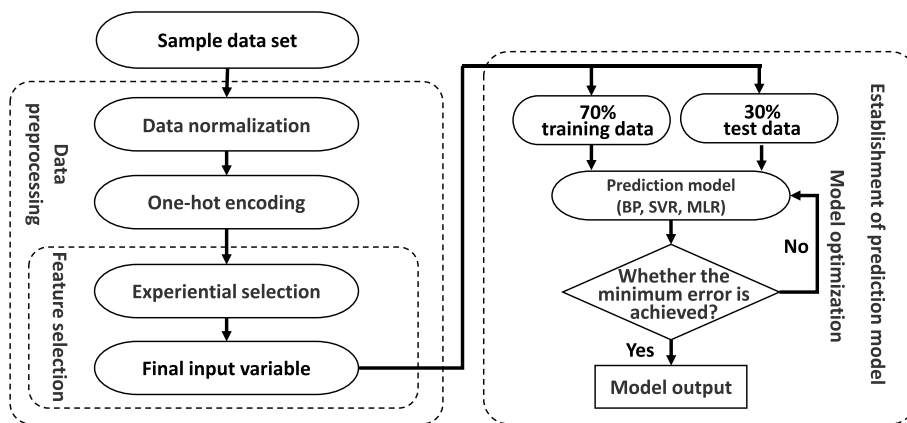 Sample data set
Data
preprocessing
Data normalization
One-hot encoding
Feature selection
Experiential selection
Final input variable
Establishment of prediction model
Model optimization
70%
training data
30%
test data
Prediction model
(BP, SVR, MLR)
No
Whether the
minimum error is
achieved?
Yes
Model output